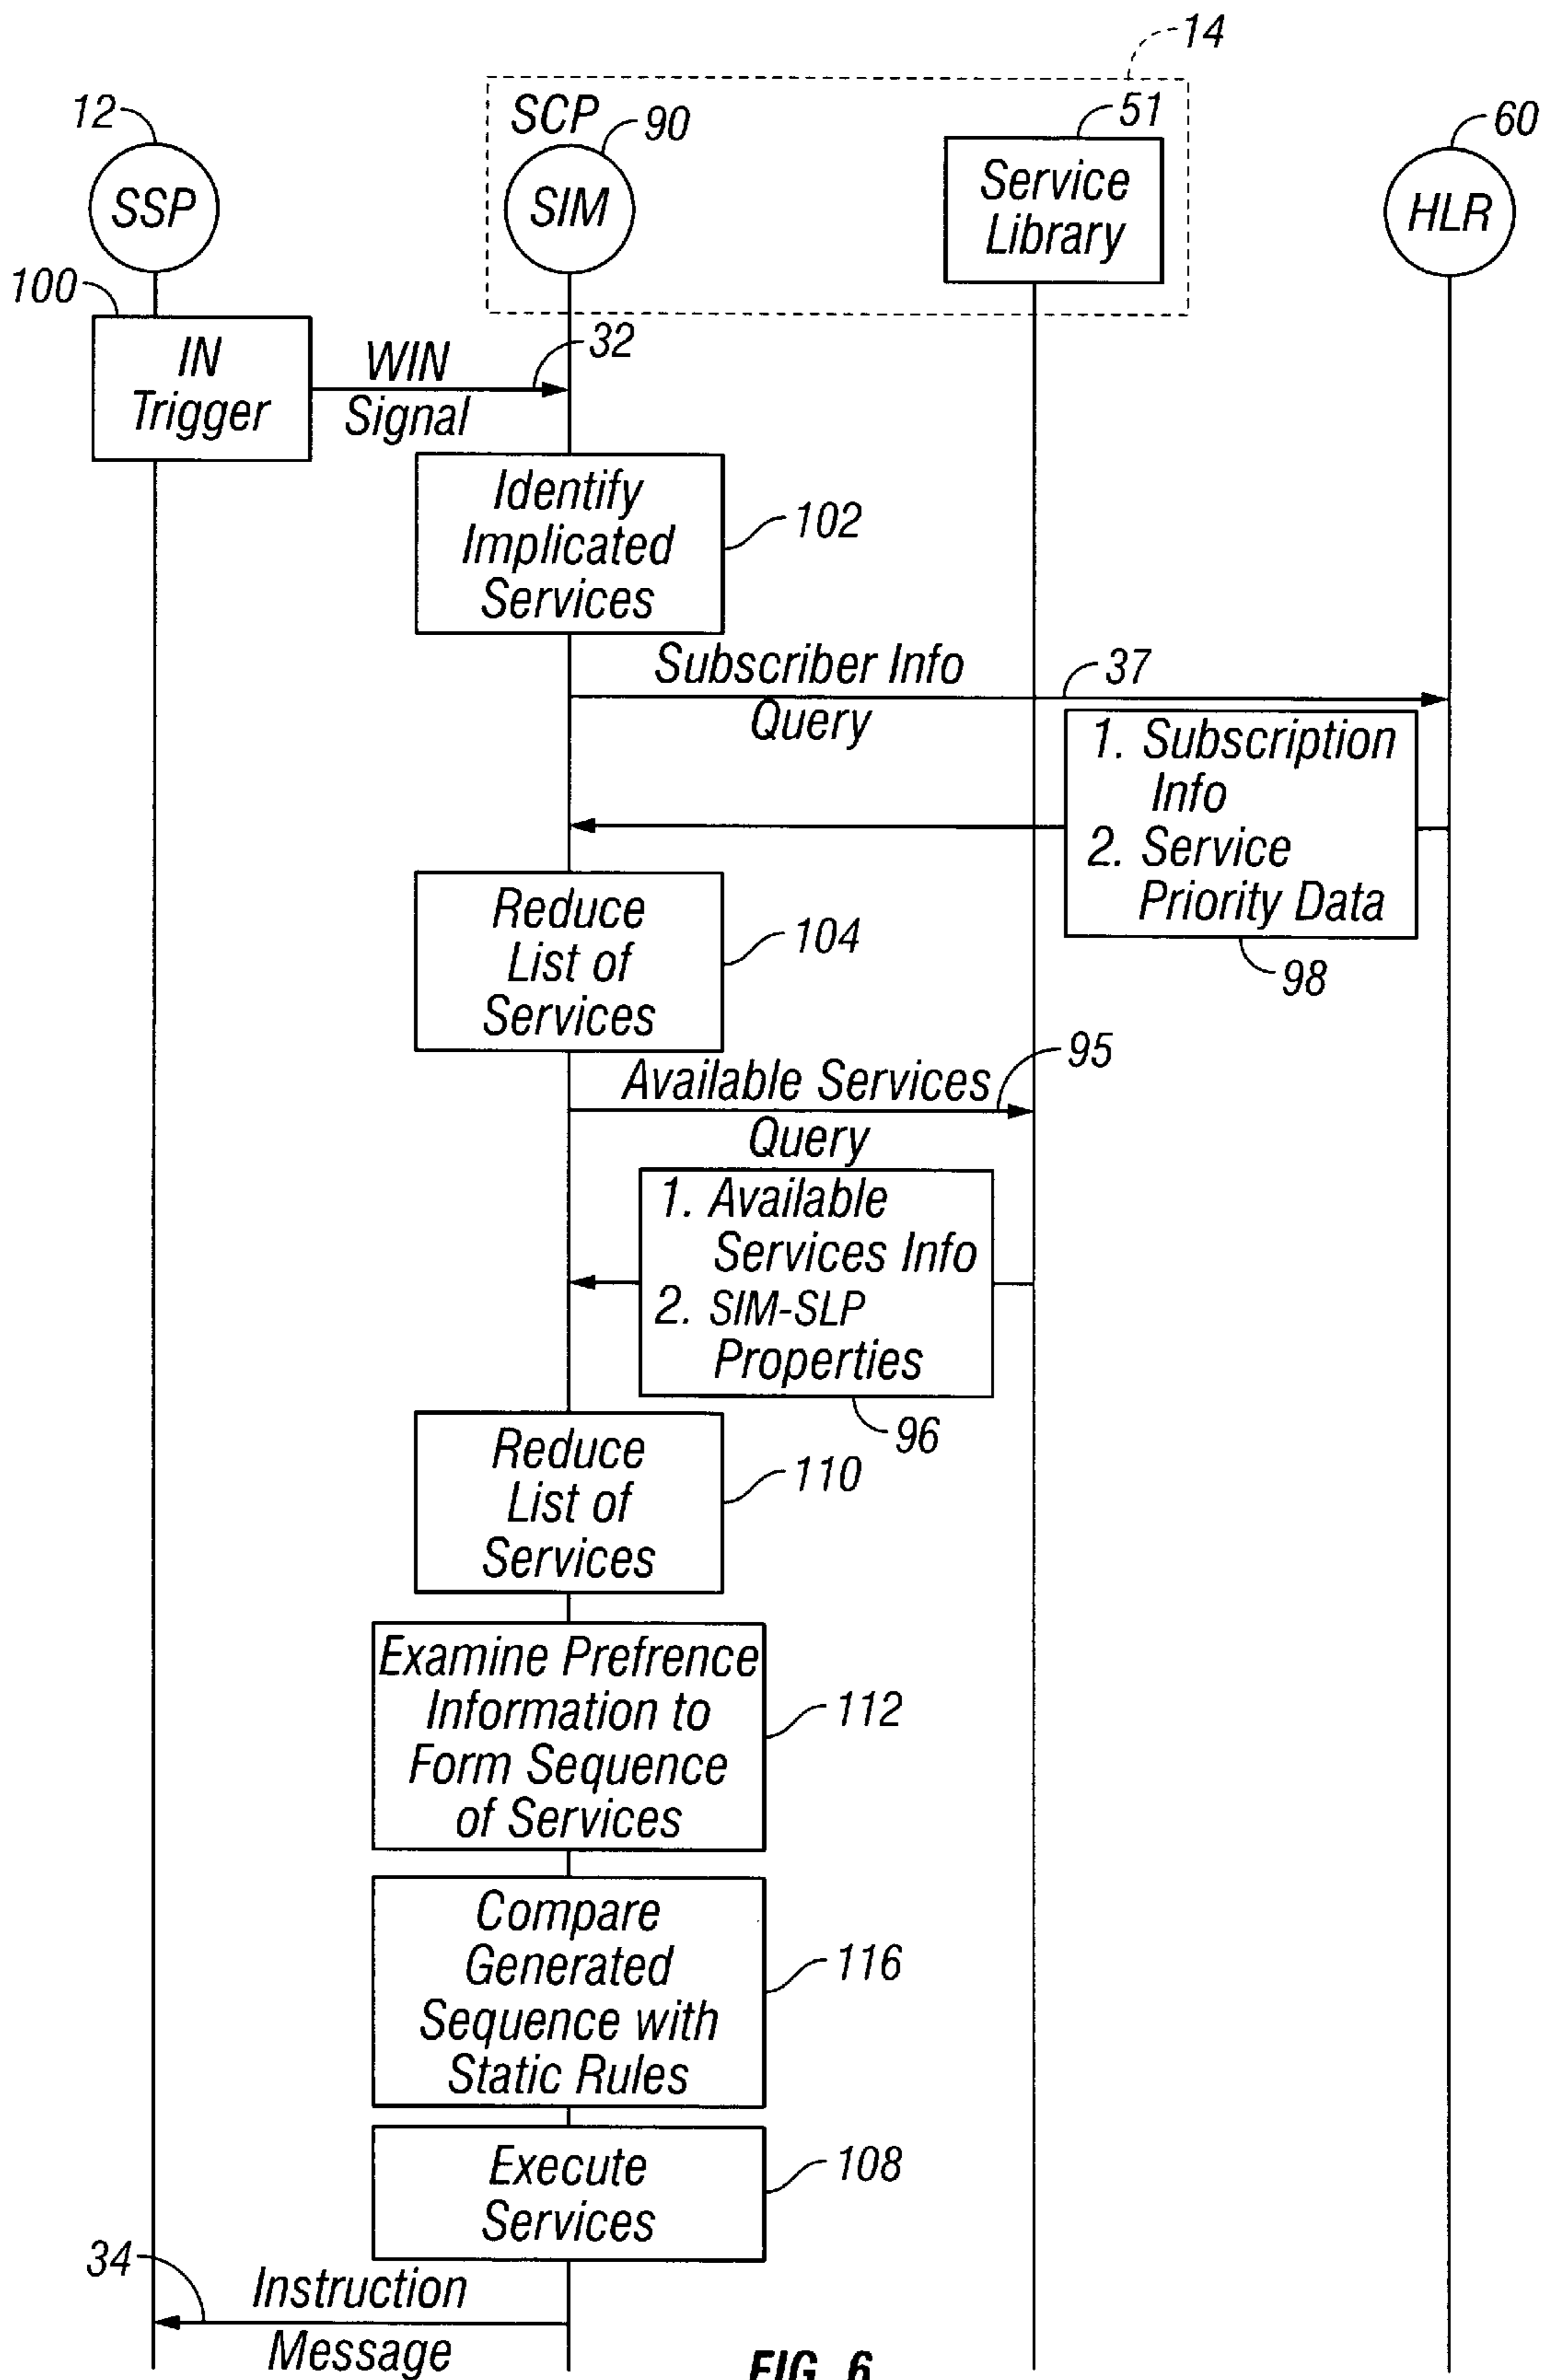 14
12
SCP
90
51
60
SSP
SIM
Service
Library
HLR
100
IN
Trigger
WIN
Signal
32
Identify
Implicated
Services
102
Subscriber Info
Query
37
1. Subscription
Info
2. Service
Priority Data
98
Reduce
List of
Services
104
Available Services
Query
95
1. Available
Services Info
2. SIM-SLP
Properties
96
Reduce
List of
Services
110
Examine Prefrence
Information to
Form Sequence
of Services
112
Compare
Generated
Sequence with
Static Rules
116
Execute
Services
108
34
Instruction
Message
FIG. 6